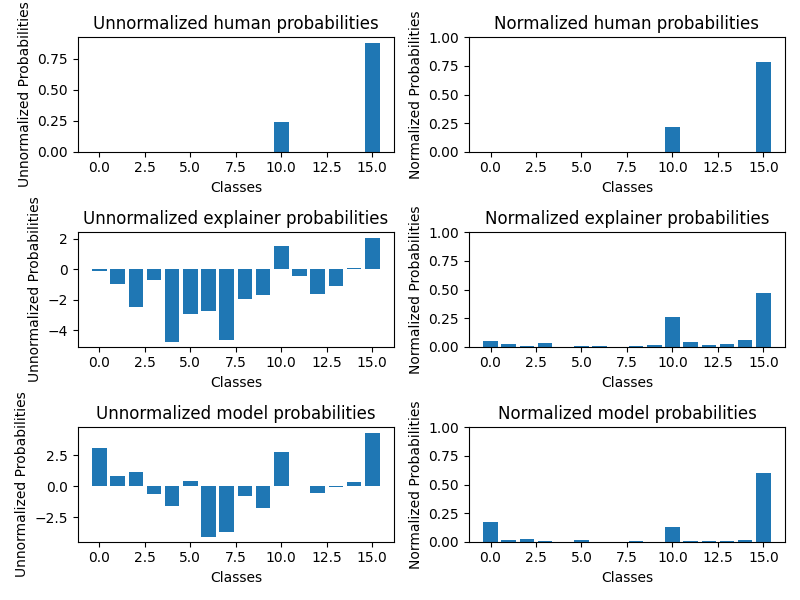 Unnormalized human probabilities
Unnormalized Probabilities
0.75
0.50
0.25
0.00
0.0 2.5 5.0 7.5 10.0 12.5 15.0
Classes
Normalized human probabilities
Normalized Probabilities
1.00
0.75
0.50
0.25
0.00
0.0 2.5 5.0 7.5 10.0 12.5 15.0
Classes
Unnormalized explainer probabilities
Unnormalized Probabilities
2
0
−2
−4
0.0 2.5 5.0 7.5 10.0 12.5 15.0
Classes
Normalized explainer probabilities
Normalized Probabilities
1.00
0.75
0.50
0.25
0.00
0.0 2.5 5.0 7.5 10.0 12.5 15.0
Classes
Unnormalized model probabilities
Unnormalized Probabilities
2.5
0.0
−2.5
0.0 2.5 5.0 7.5 10.0 12.5 15.0
Classes
Normalized model probabilities
Normalized Probabilities
1.00
0.75
0.50
0.25
0.00
0.0 2.5 5.0 7.5 10.0 12.5 15.0
Classes